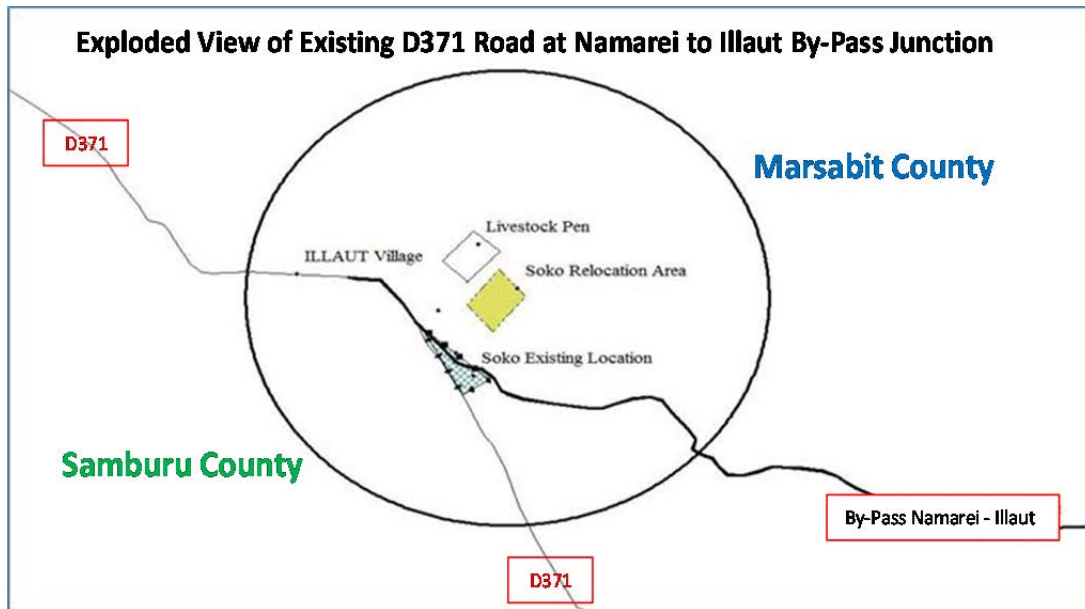 Exploded View of Existing D371 Road at Namarei to Illaut By-Pass Junction
D371
Marsabit County
Livestock Pen
ILLAUT Village
Soko Relocation Area
Soko Existing Location
Samburu County
By-Pass Namarei - Illaut
D371